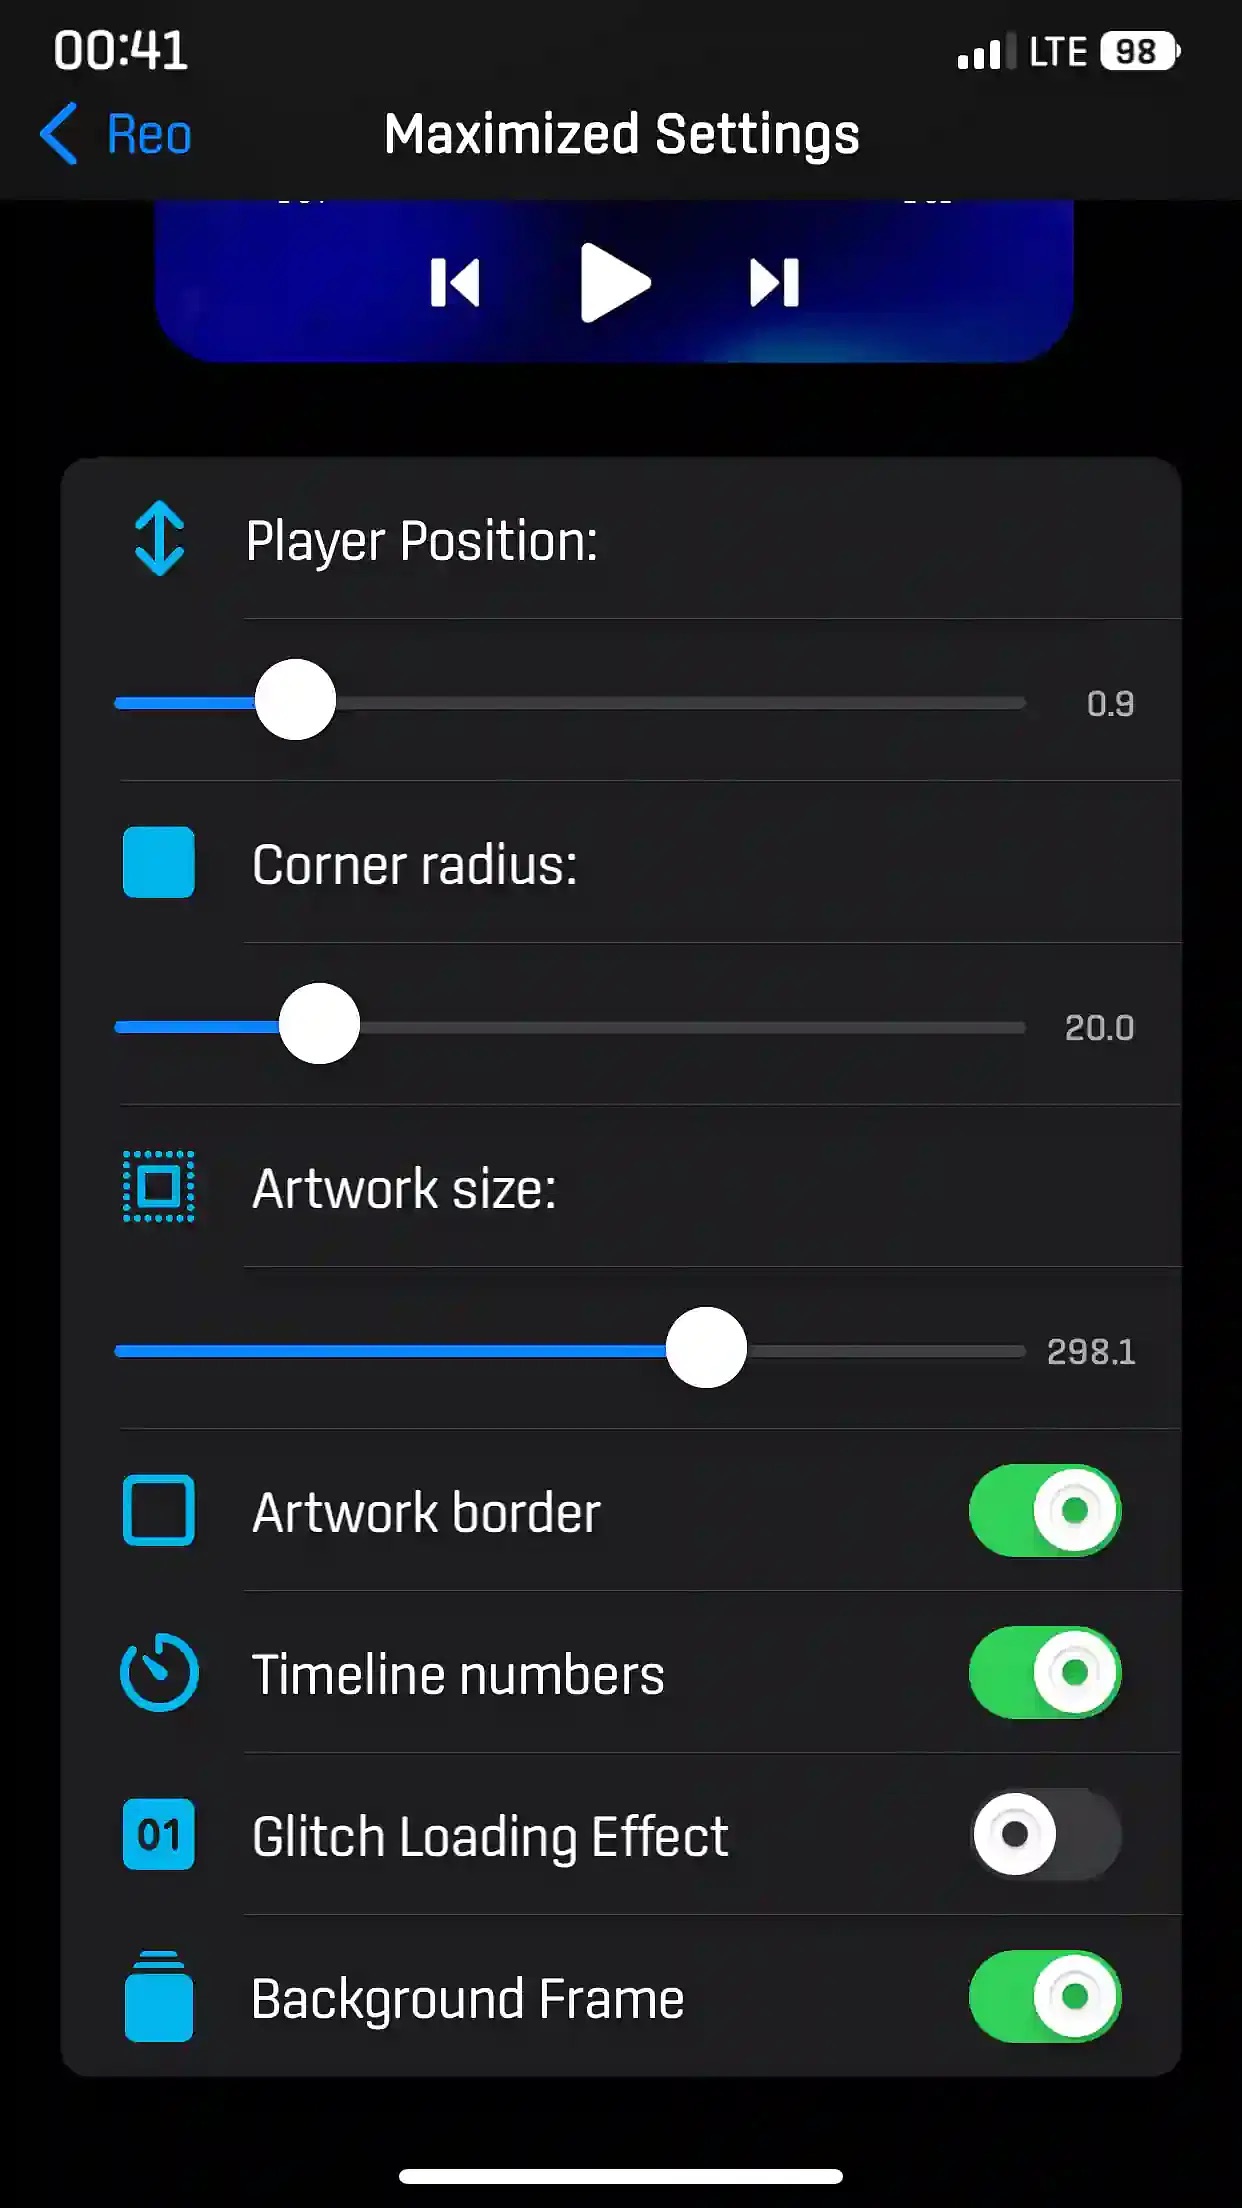 00:41
LTE 98
Reo
Maximized Settings
Player Position:
0.9
Corner radius:
20.0
Artwork size:
298.1
Artwork border
Timeline numbers
01
Glitch Loading Effect
Background Frame